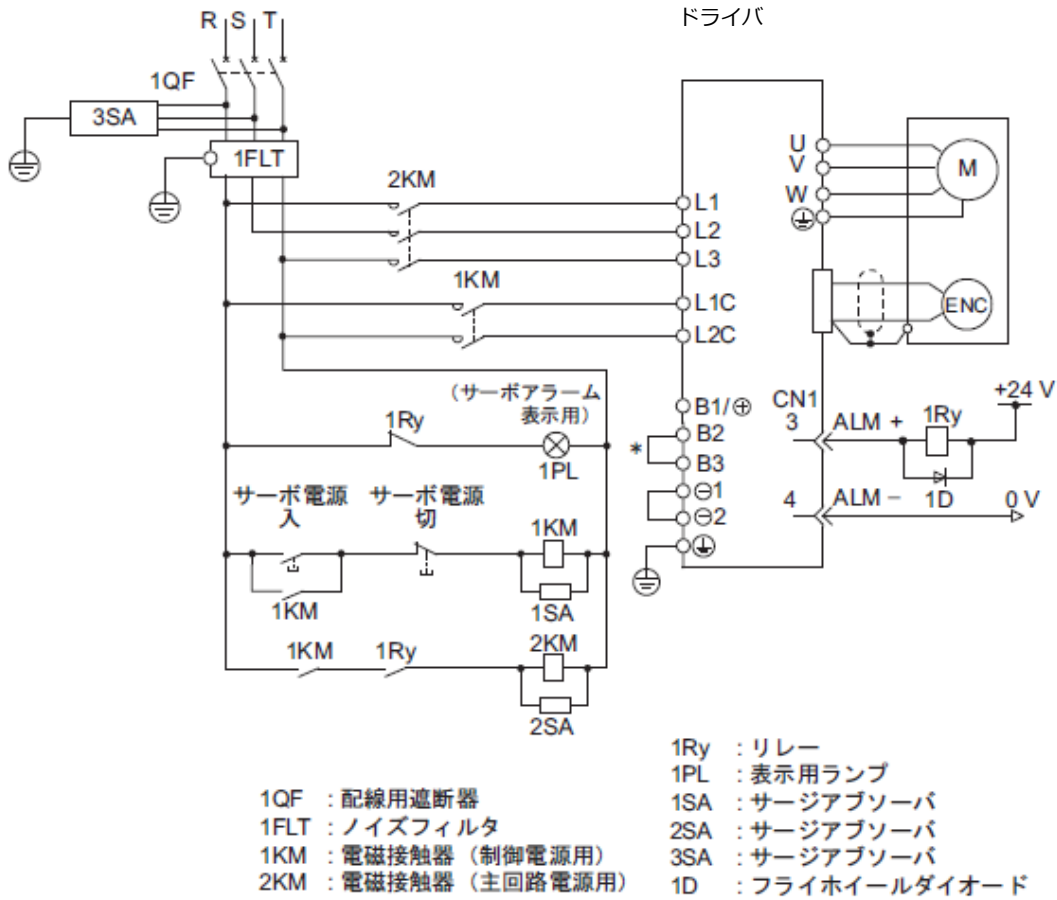 ドライバ
R S T
1QF
3SA
1FLT
2KM
L1
L2
L3
1KM
L1C
L2C
U
V
W
M
ENC
(サーボアラーム
表示用)
1Ry
1PL
B1/⊕
B2
* B3
⊖1
⊖2
CN1
3
ALM +
1Ry
+24 V
1D
4
ALM −
0 V
サーボ電源
入
サーボ電源
切
1KM
1KM
1SA
1KM
1Ry
2KM
2SA
1QF : 配線用遮断器
1FLT : ノイズフィルタ
1KM : 電磁接触器（制御電源用）
2KM : 電磁接触器（主回路電源用）
1Ry : リレー
1PL : 表示用ランプ
1SA : サージアブソーバ
2SA : サージアブソーバ
3SA : サージアブソーバ
1D : フライホイールダイオード